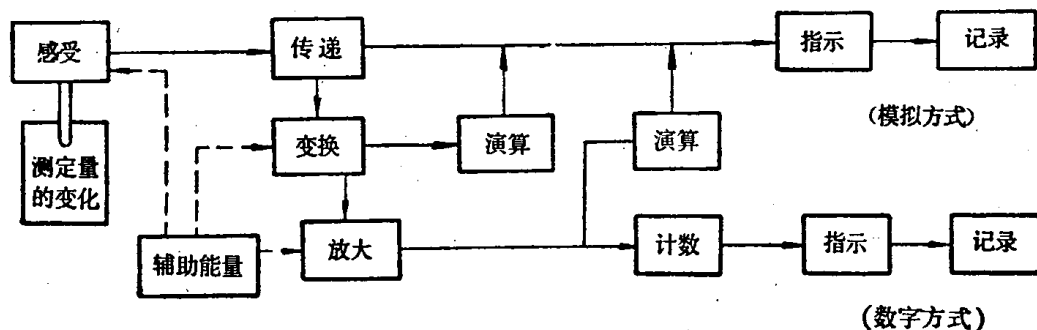 感受
传递
指示
记录
(模拟方式)
变换
演算
演算
测定量
的变化
辅助能量
放大
计数
指示
记录
(数字方式)